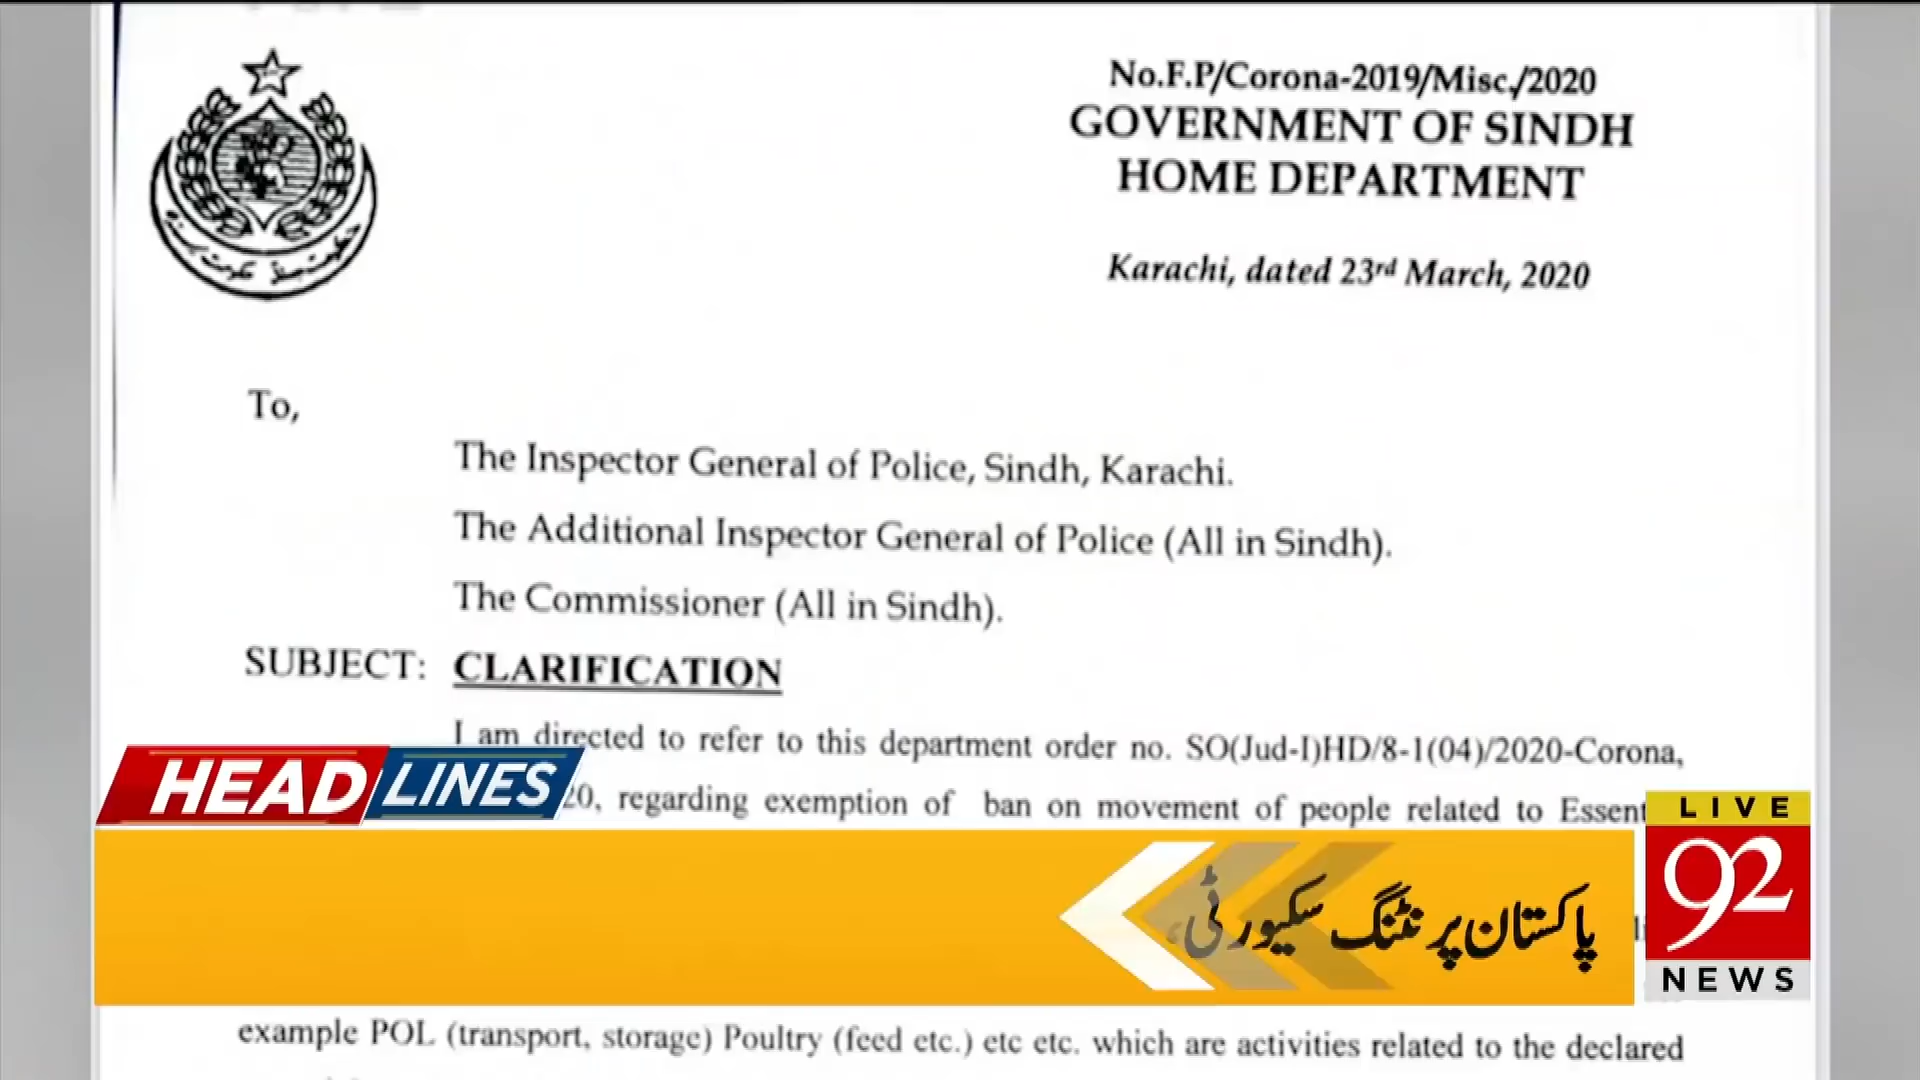 No.F.P/Corona-2019/Misc./2020
GOVERNMENT OF SINDH
HOME DEPARTMENT
Karachi, dated 23rd March, 2020
To,
The Inspector General of Police, Sindh, Karachi.
The Additional Inspector General of Police (All in Sindh).
The Commissioner (All in Sindh).
SUBJECT: CLARIFICATION
I am directed to refer to this department order no. SO(Jud-I)HD/8-1(04)/2020-Corona,
20, regarding exemption of ban on movement of people related to
HEADLINES
LIVE
92
NEWS
پاکستان پرنٹنگ سکیورٹی،
example POL (transport, storage) Poultry (feed etc.) etc etc. which are activities related to the declared